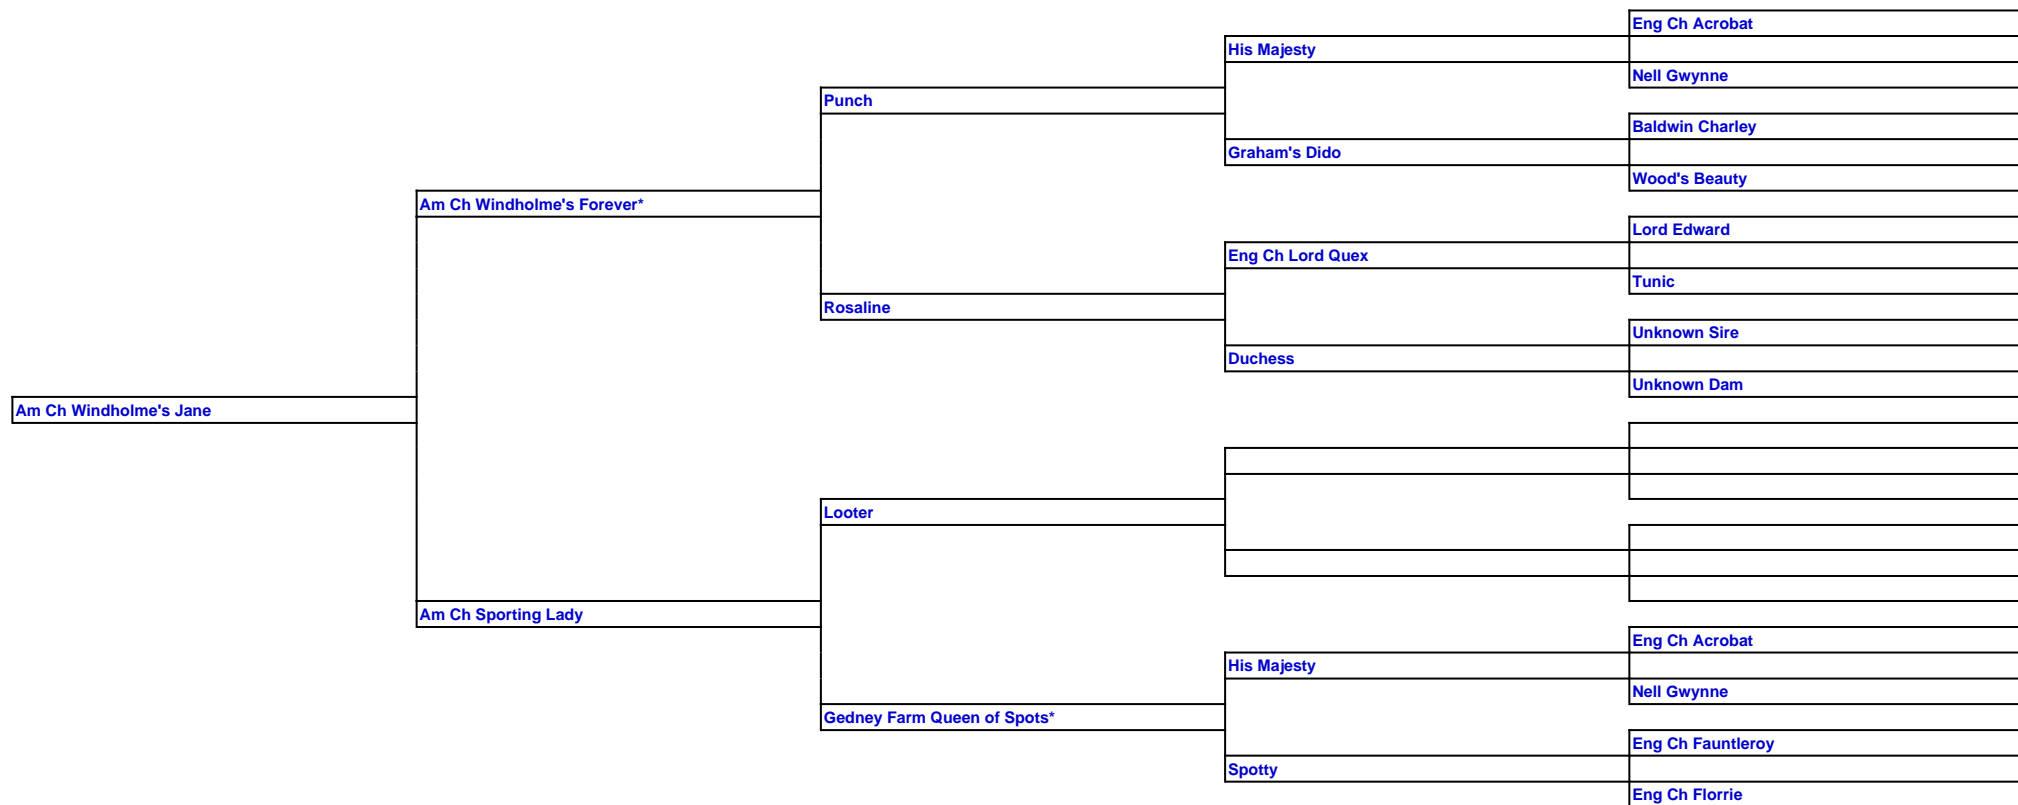 Eng Ch Acrobat
His Majesty
Nell Gwynne
Punch
Baldwin Charley
Graham's Dido
Wood's Beauty
Am Ch Windholme's Forever*
Lord Edward
Eng Ch Lord Quex
Tunic
Rosaline
Unknown Sire
Duchess
Unknown Dam
Am Ch Windholme's Jane
Looter
Am Ch Sporting Lady
Eng Ch Acrobat
His Majesty
Nell Gwynne
Gedney Farm Queen of Spots*
Eng Ch Fauntleroy
Spotty
Eng Ch Florrie